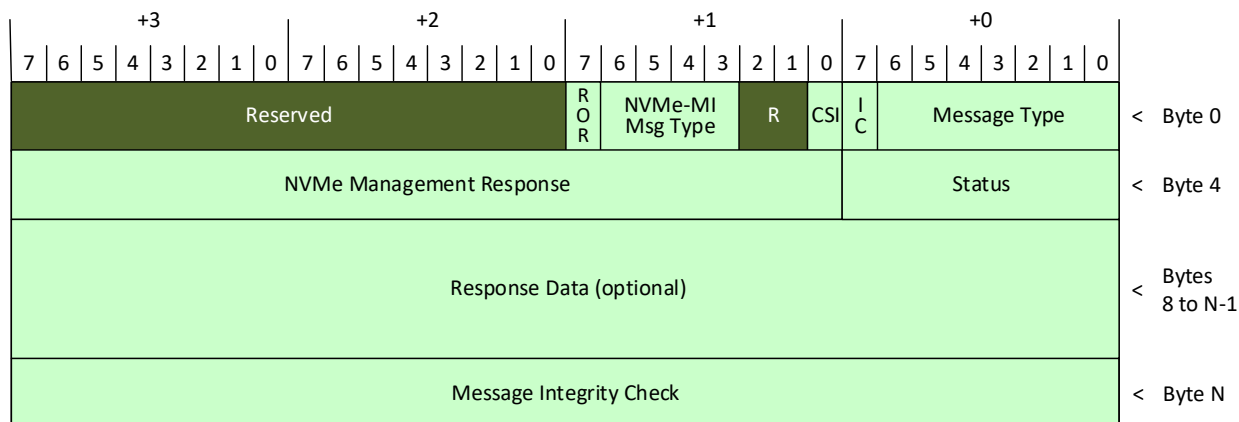 +3 +2 +1 +0
7 6 5 4 3 2 1 0 7 6 5 4 3 2 1 0 7 6 5 4 3 2 1 0 7 6 5 4 3 2 1 0
Reserved
R
O
R
NVMe-MI
Msg Type
R
CSI
I
C
Message Type
< Byte 0
NVMe Management Response
Status
< Byte 4
Response Data (optional)
< Bytes
8 to N-1
Message Integrity Check
< Byte N